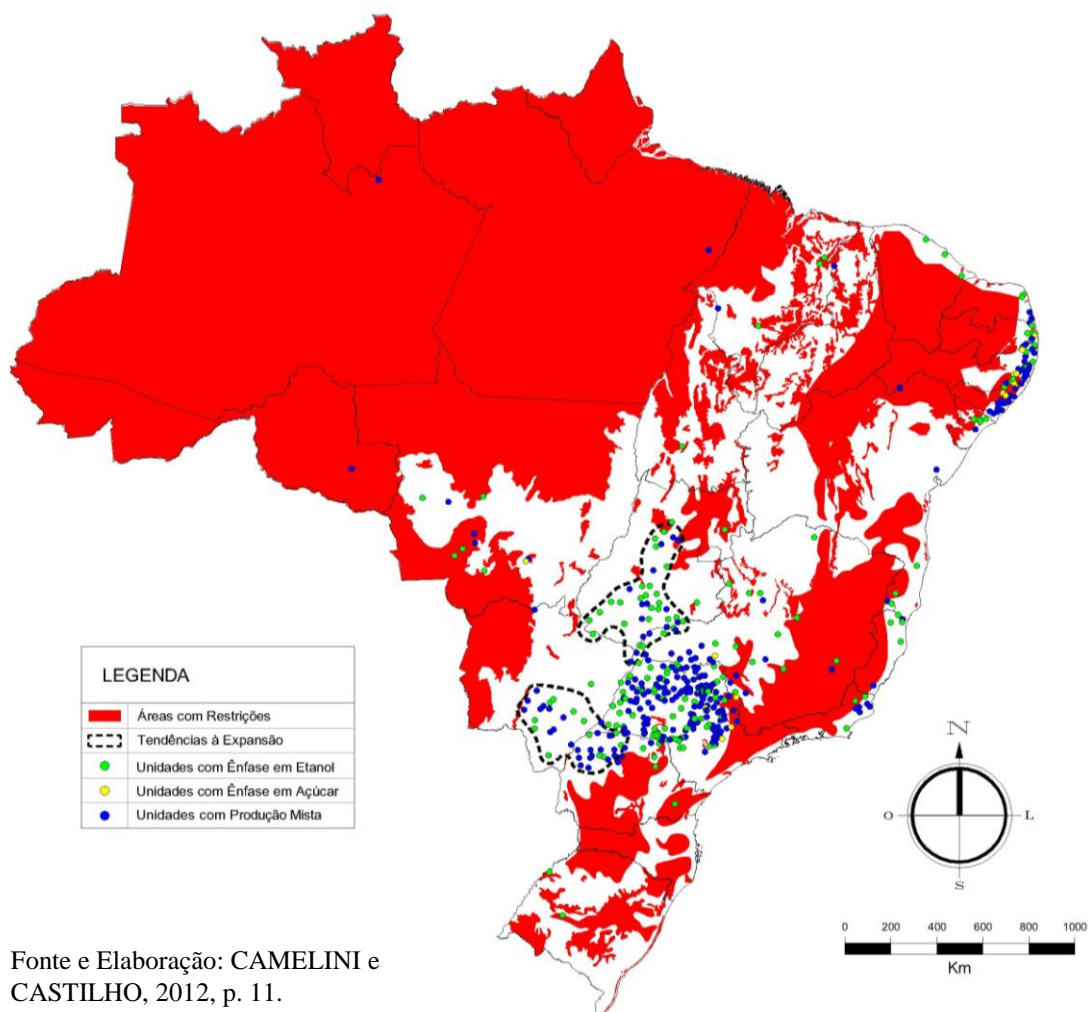 LEGENDA
Áreas com Restrições
Tendências à Expansão
Unidades com Ênfase em Etanol
Unidades com Ênfase em Açúcar
Unidades com Produção Mista
N
O
L
S
0 200 400 600 800 1000
Km
Fonte e Elaboração: CAMELINI e
CASTILHO, 2012, p. 11.